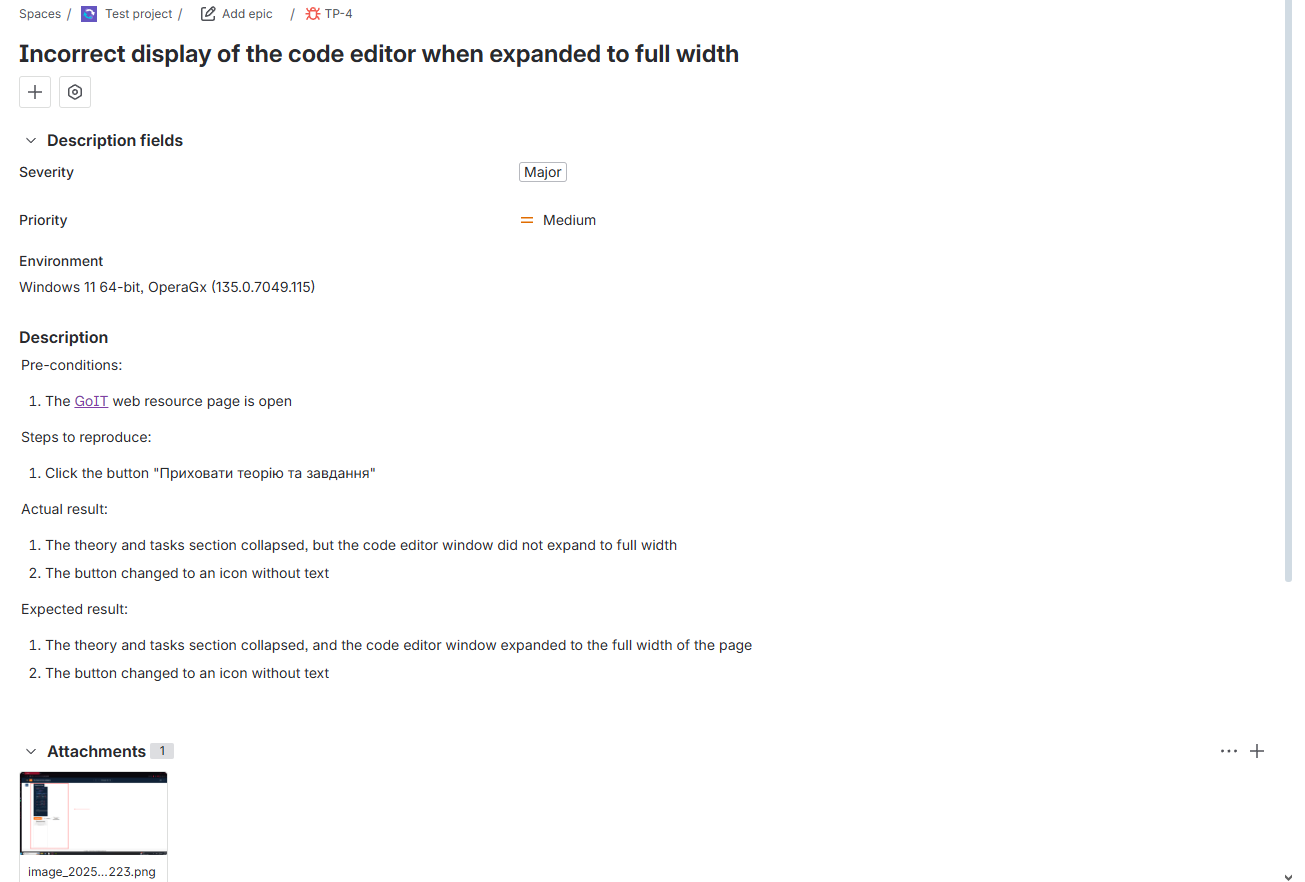 Spaces / Test project / Add epic / TP-4
Incorrect display of the code editor when expanded to full width
Description fields
Severity Major
Priority Medium
Environment
Windows 11 64-bit, OperaGx (135.0.7049.115)
Description
Pre-conditions:
1. The GoIT web resource page is open
Steps to reproduce:
1. Click the button "Приховати теорію та завдання"
Actual result:
1. The theory and tasks section collapsed, but the code editor window did not expand to full width
2. The button changed to an icon without text
Expected result:
1. The theory and tasks section collapsed, and the code editor window expanded to the full width of the page
2. The button changed to an icon without text
Attachments 1
image_2025...223.png